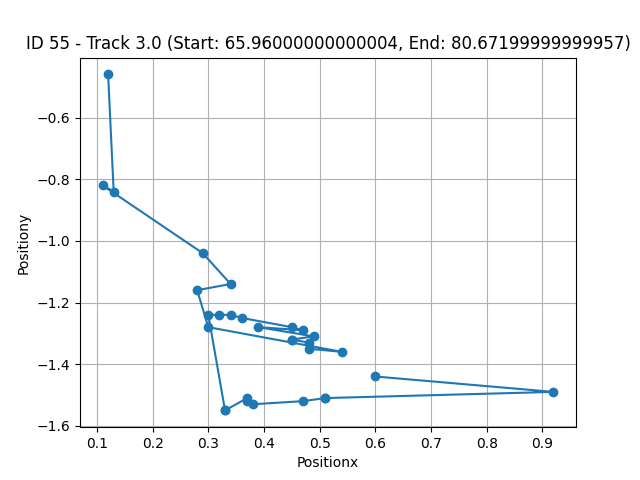 ID 55 - Track 3.0 (Start: 65.96000000000004, End: 80.67199999999957)
−0.6
−0.8
−1.0
−1.2
−1.4
−1.6
Positiony
0.1 0.2 0.3 0.4 0.5 0.6 0.7 0.8 0.9
Positionx